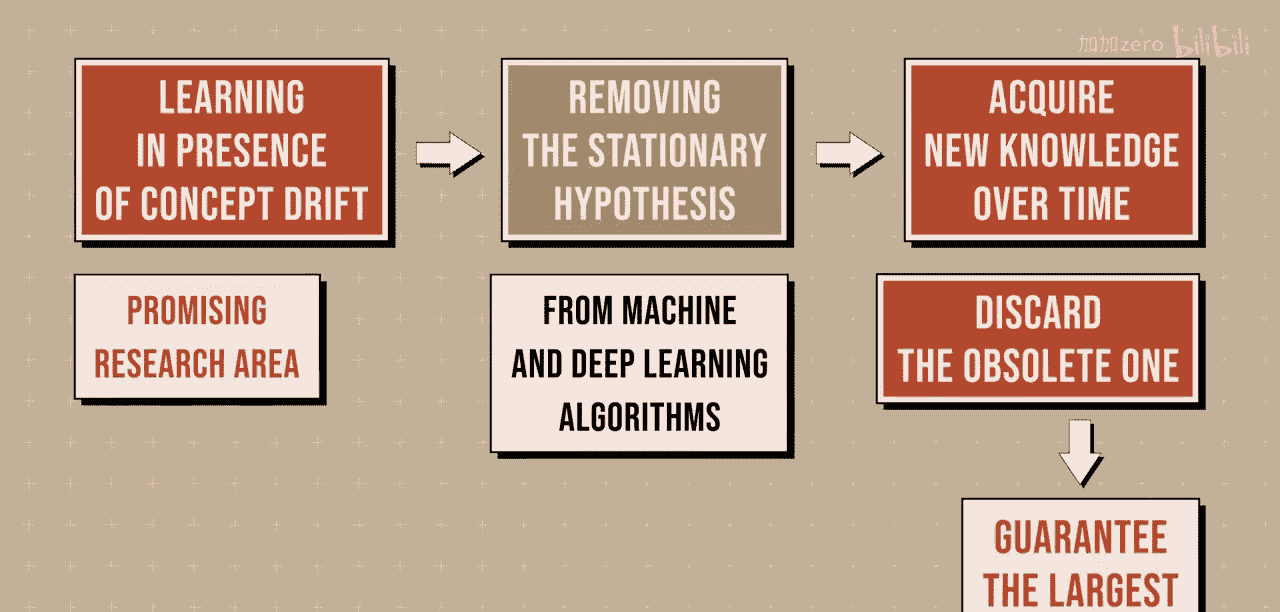 加加zero bilibili
LEARNING
IN PRESENCE
OF CONCEPT DRIFT
REMOVING
THE STATIONARY
HYPOTHESIS
ACQUIRE
NEW KNOWLEDGE
OVER TIME
PROMISING
RESEARCH AREA
FROM MACHINE
AND DEEP LEARNING
ALGORITHMS
DISCARD
THE OBSOLETE ONE
GUARANTEE
THE LARGEST